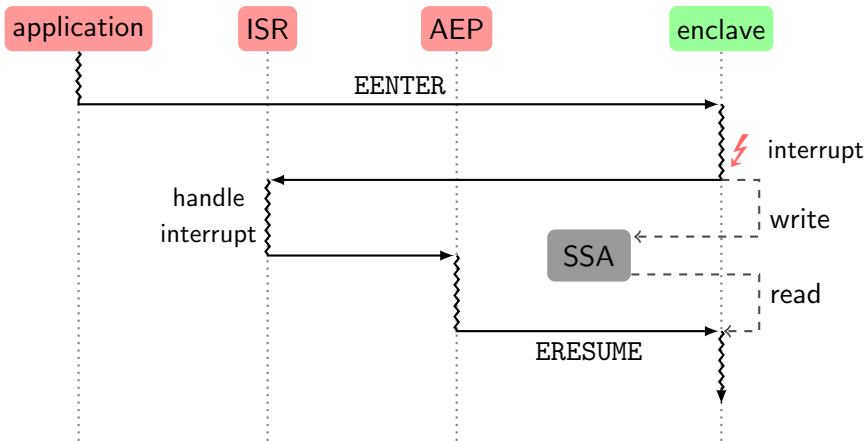 application
ISR
AEP
enclave
EENTER
interrupt
handle
interrupt
write
SSA
read
ERESUME